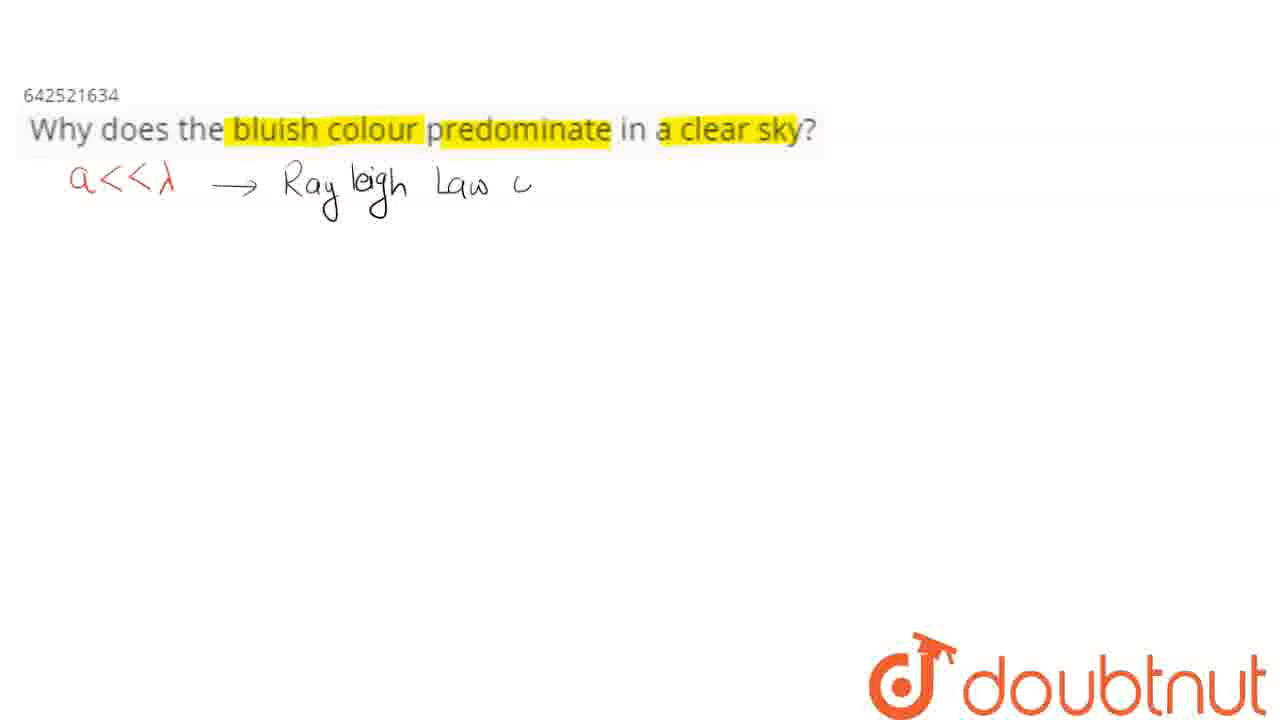 642521634
Why does the bluish colour predominate in a clear sky?
a<<λ → Rayleigh Law
doubtnut